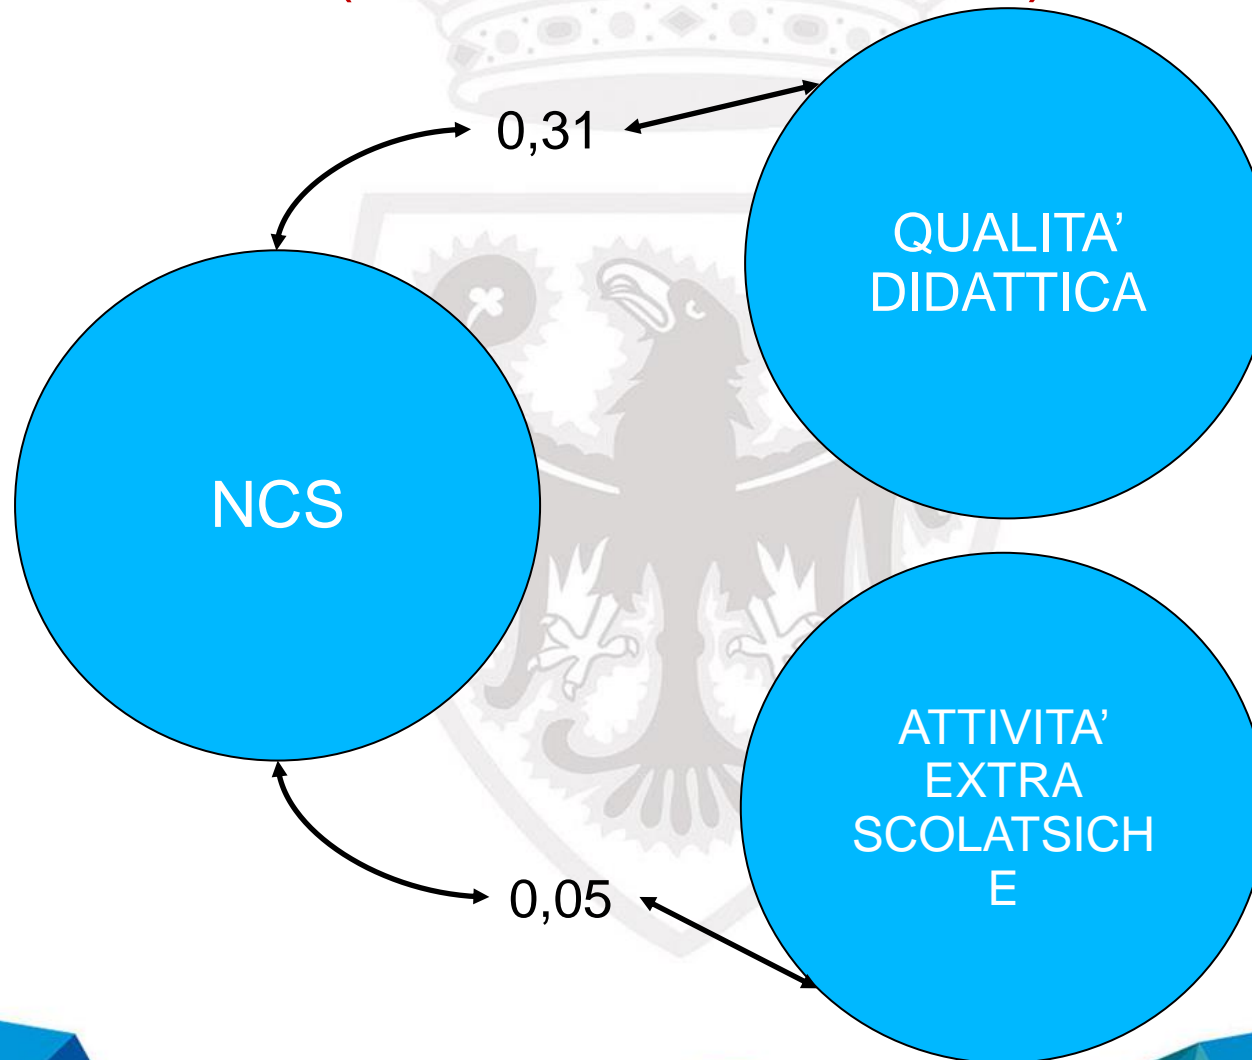 0,31
QUALITA’
DIDATTICA
NCS
ATTIVITA’
EXTRA
SCOLATSICH
E
0,05